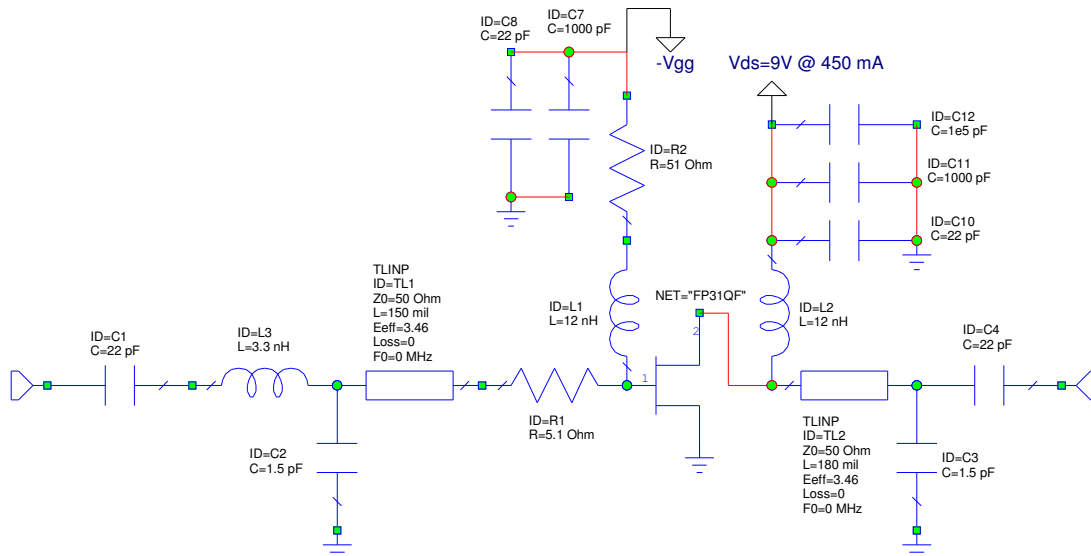 ID=C8
C=22 pF
ID=C7
C=1000 pF
-Vgg
Vds=9V @ 450 mA
ID=R2
R=51 Ohm
ID=C12
C=1e5 pF
ID=C11
C=1000 pF
ID=C10
C=22 pF
TLINP
ID=TL1
Z0=50 Ohm
L=150 mil
Eeff=3.46
Loss=0
F0=0 MHz
ID=L1
L=12 nH
NET="FP31QF"
2
1
ID=L2
L=12 nH
ID=C1
C=22 pF
ID=L3
L=3.3 nH
ID=C4
C=22 pF
ID=R1
R=5.1 Ohm
ID=C2
C=1.5 pF
TLINP
ID=TL2
Z0=50 Ohm
L=180 mil
Eeff=3.46
Loss=0
F0=0 MHz
ID=C3
C=1.5 pF